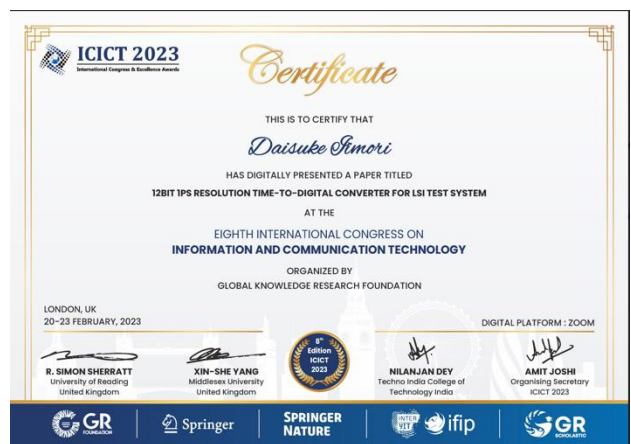 ICICT 2023
International Congress & Excellence Awards
Certificate
THIS IS TO CERTIFY THAT
Daisuke Iimori
HAS DIGITALLY PRESENTED A PAPER TITLED
12BIT 1PS RESOLUTION TIME-TO-DIGITAL CONVERTER FOR LSI TEST SYSTEM
AT THE
EIGHTH INTERNATIONAL CONGRESS ON
INFORMATION AND COMMUNICATION TECHNOLOGY
ORGANIZED BY
GLOBAL KNOWLEDGE RESEARCH FOUNDATION
LONDON, UK
20-23 FEBRUARY, 2023
DIGITAL PLATFORM : ZOOM
R. SIMON SHERRATT
University of Reading
United Kingdom
XIN-SHE YANG
Middlesex University
United Kingdom
8th
Edition
ICICT
2023
NILANJAN DEY
Techno India College of
Technology India
AMIT JOSHI
Organising Secretary
ICICT 2023
GR
FOUNDATION
Springer
SPRINGER
NATURE
INTER
YIT
ifip
GR
SCHOLASTIC